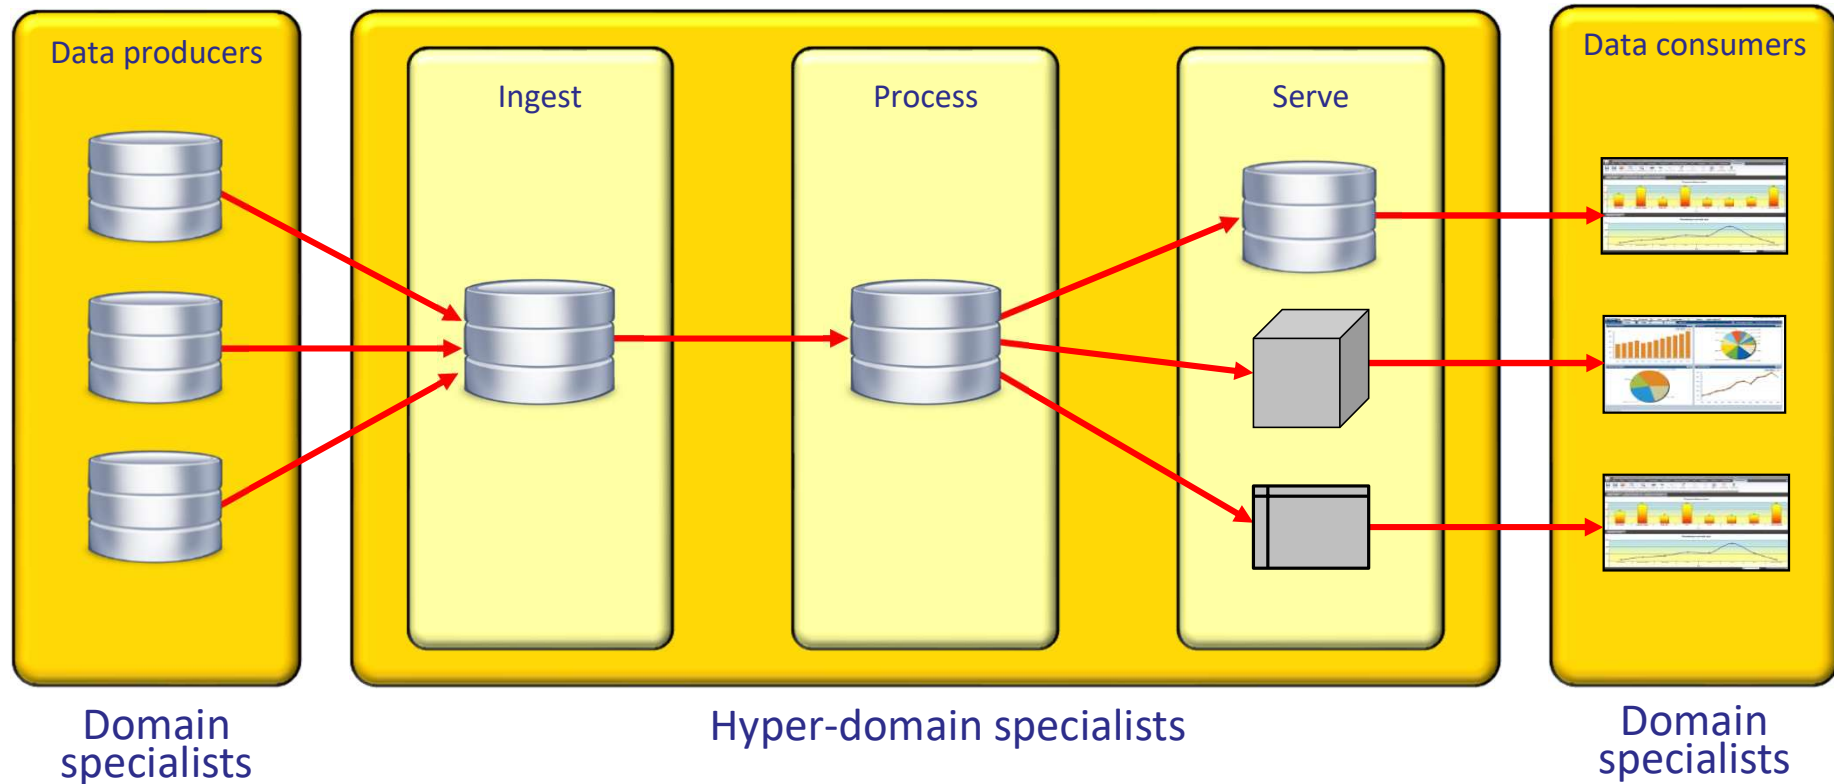 Data producers
Ingest
Process
Serve
Data consumers
Domain
specialists
Hyper-domain specialists
Domain
specialists